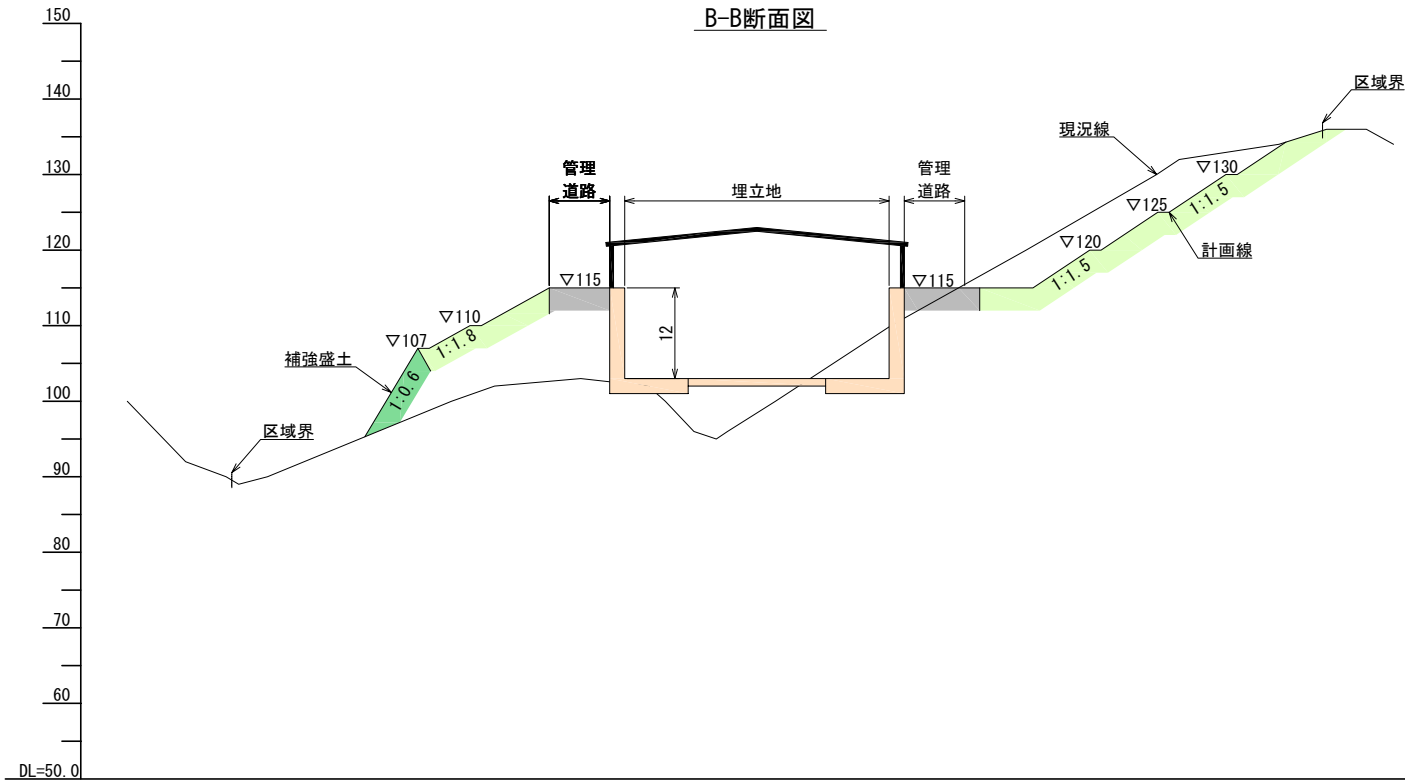 B-B断面図
150
140
130
120
110
100
90
80
70
60
DL=50.0
区域界
現況線
管理
道路
埋立地
管理
道路
▽130
1:1.5
▽125
計画線
▽120
1:1.5
▽115
▽115
12
▽110
1:1.8
▽107
補強盛土
1:0.6
区域界